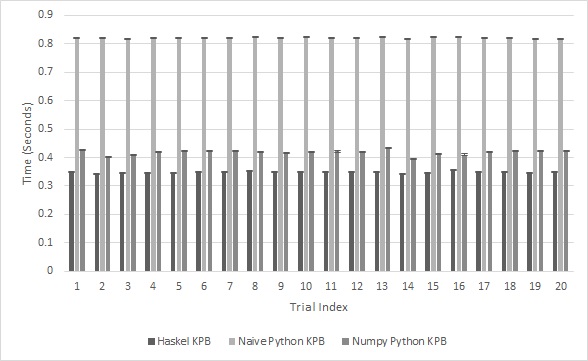 0.9
0.8
0.7
0.6
0.5
0.4
0.3
0.2
0.1
0
Time (Seconds)
1 2 3 4 5 6 7 8 9 10 11 12 13 14 15 16 17 18 19 20
Trial Index
Haskel KPB Naive Python KPB Numpy Python KPB